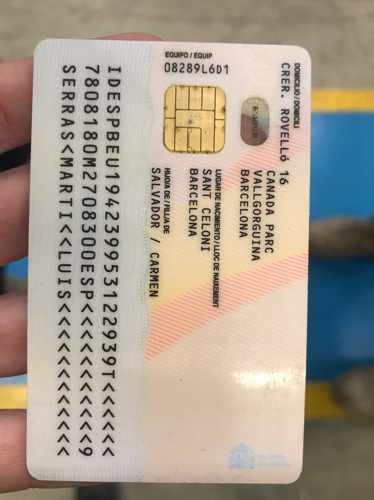 DOMICILIO / DOMICILI
CRER. ROVELLÓ 16
CANADA PARC
VALLGORGUINA
BARCELONA
LUGAR DE NACIMIENTO / LLOC DE NAIXEMENT
SANT CELONI
BARCELONA
HIJO/A DE / FILL/A DE
SALVADOR / CARMEN
EQUIPO / EQUIP
08289L6D1
IDESPBEU194239953122939T<<<<<<
7808180M2708300ESP<<<<<<<<<<<9
SERRAS<MARTI<<LUIS<<<<<<<<<<<<